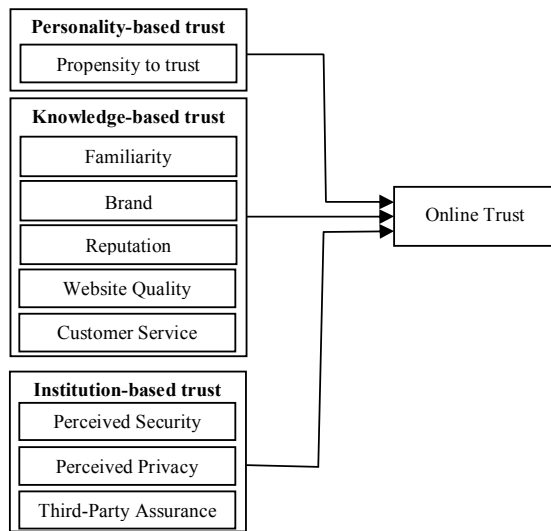 Personality-based trust
Propensity to trust
Knowledge-based trust
Familiarity
Brand
Reputation
Website Quality
Customer Service
Institution-based trust
Perceived Security
Perceived Privacy
Third-Party Assurance
Online Trust